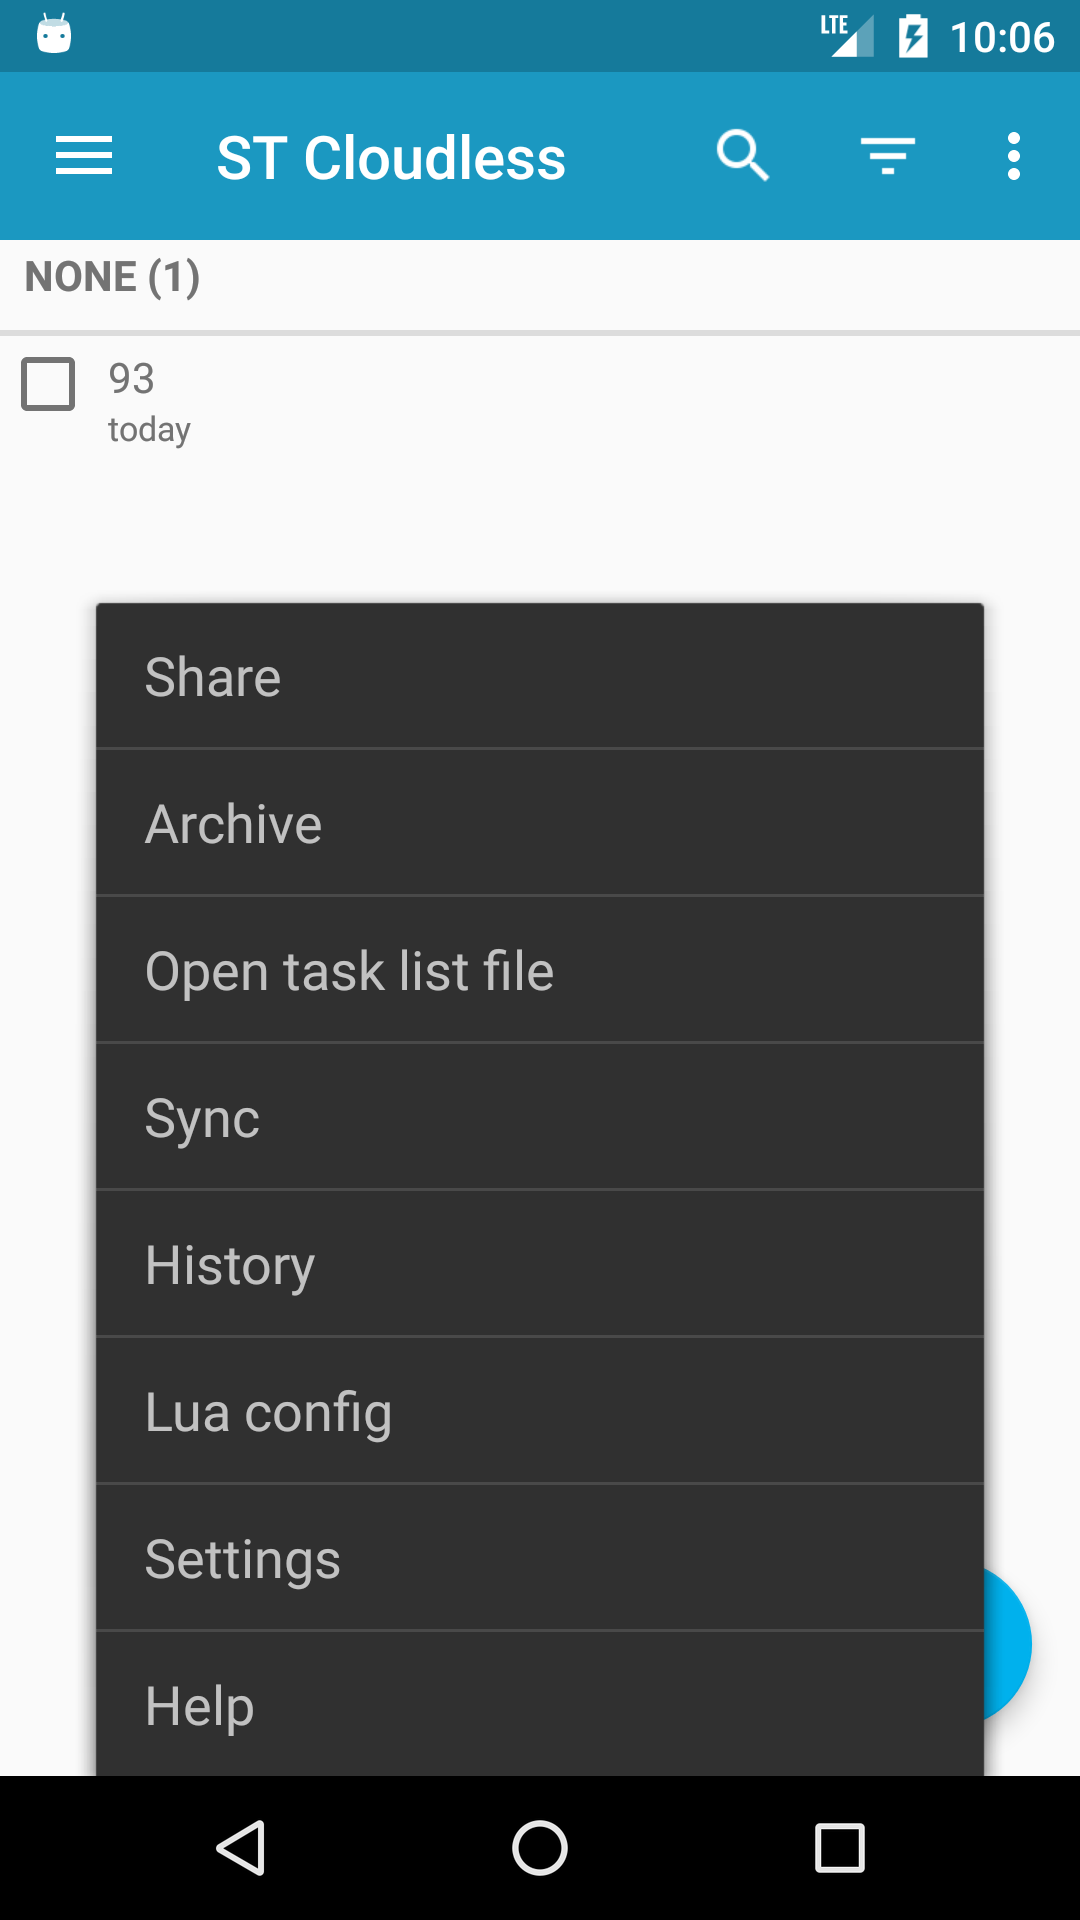 LTE 10:06
ST Cloudless
NONE (1)
93
today
Share
Archive
Open task list file
Sync
History
Lua config
Settings
Help